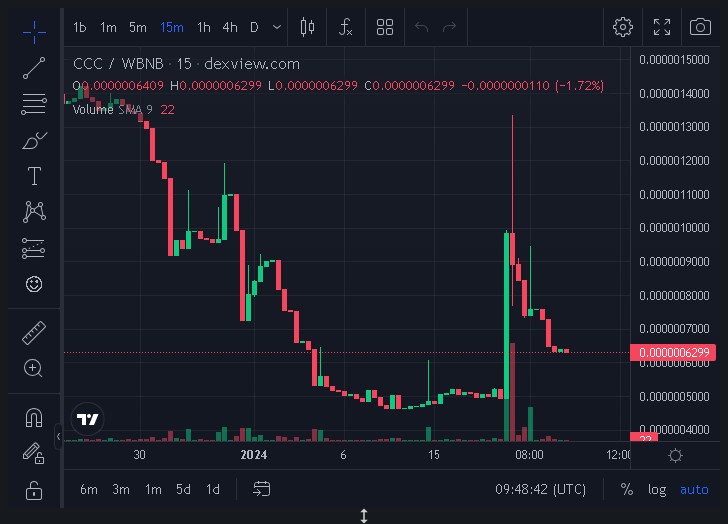 1b 1m 5m 15m 1h 4h D
CCC / WBNB · 15 · dexview.com
O0.0000006409 H0.0000006299 L0.0000006299 C0.0000006299 −0.0000000110 (−1.72%)
Volume SMA 9 22
0.0000015000
0.0000014000
0.0000013000
0.0000012000
0.0000011000
0.0000010000
0.0000009000
0.0000008000
0.0000007000
0.0000006299
0.0000005000
0.0000004000
22
30 2024 6 15 08:00 12:00
6m 3m 1m 5d 1d
09:48:42 (UTC) % log auto